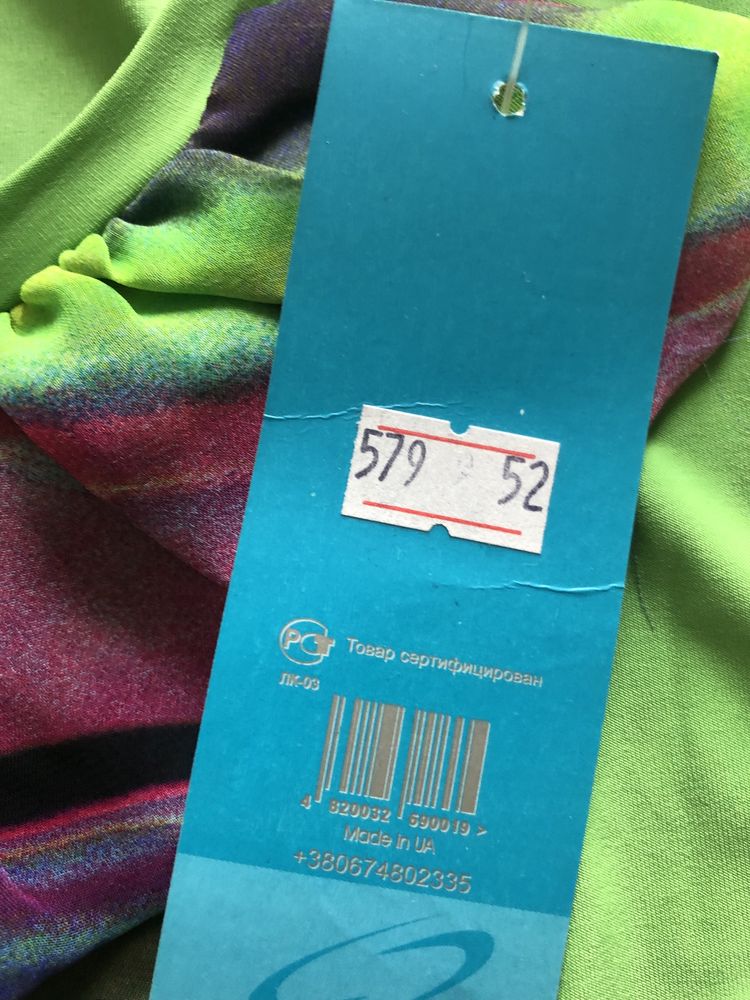 579 52
РСТ Товар сертифицирован
ЛК-03
4 820032 690019 >
Made in UA
+380674802335